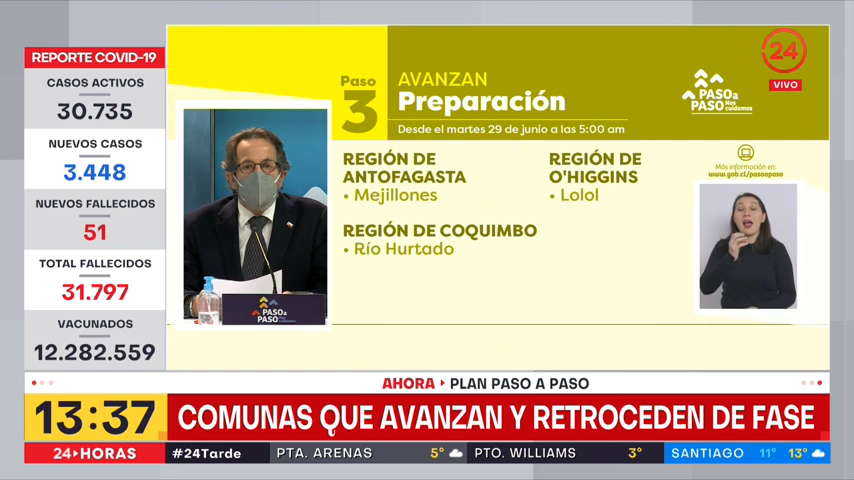 REPORTE COVID-19
CASOS ACTIVOS
30.735
NUEVOS CASOS
3.448
NUEVOS FALLECIDOS
51
TOTAL FALLECIDOS
31.797
VACUNADOS
12.282.559
Paso
3
AVANZAN
Preparación
Desde el martes 29 de junio a las 5:00 am
PASO a
PASO Nos
cuidamos
24
VIVO
REGIÓN DE
ANTOFAGASTA
• Mejillones
REGIÓN DE
O'HIGGINS
• Lolol
REGIÓN DE COQUIMBO
• Río Hurtado
Más información en:
www.gob.cl/pasoapaso
PASO a
PASO Nos
cuidamos
AHORA PLAN PASO A PASO
13:37
COMUNAS QUE AVANZAN Y RETROCEDEN DE FASE
24 HORAS #24Tarde PTA. ARENAS 5° PTO. WILLIAMS 3° SANTIAGO 11° 13°